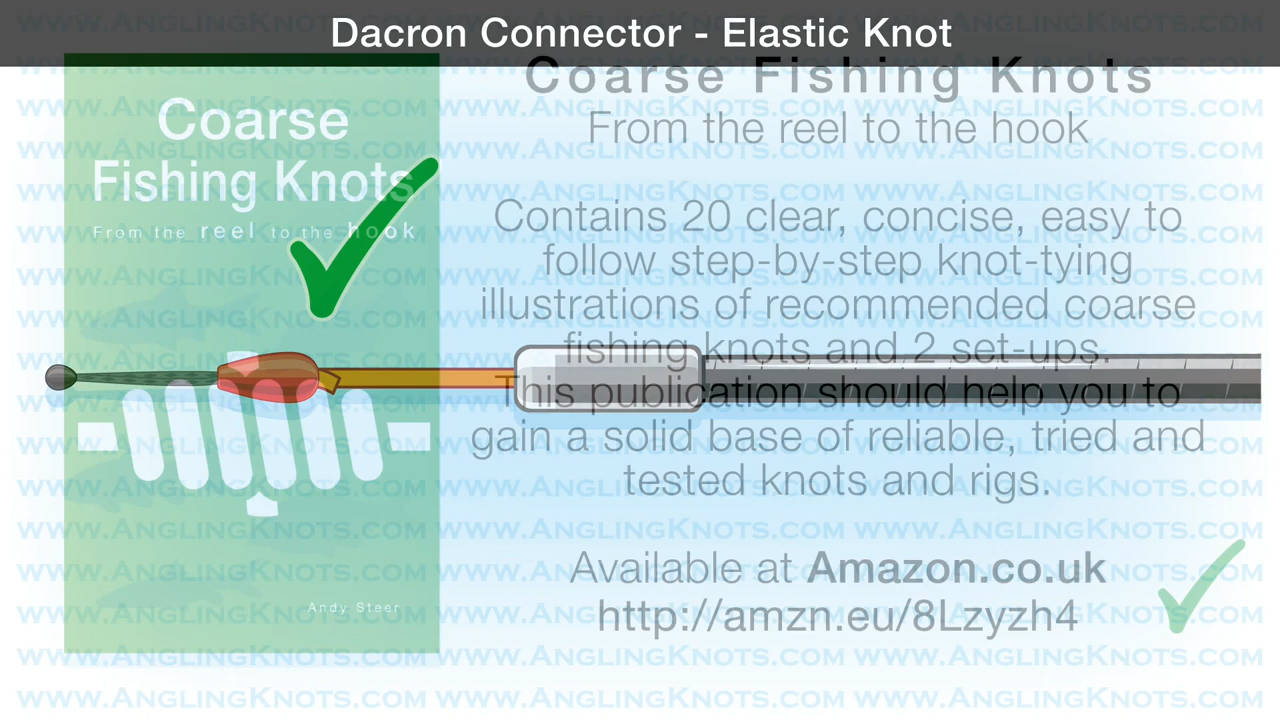 Dacron Connector - Elastic Knot
Coarse
Fishing Knots
From the reel to the hook
Andy Steer
Coarse Fishing Knots
From the reel to the hook
Contains 20 clear, concise, easy to
follow step-by-step knot-tying
illustrations of recommended coarse
fishing knots and 2 set-ups.
This publication should help you to
gain a solid base of reliable, tried and
tested knots and rigs.
Available at Amazon.co.uk
http://amzn.eu/8Lzyzh4
www.AnglingKnots.com